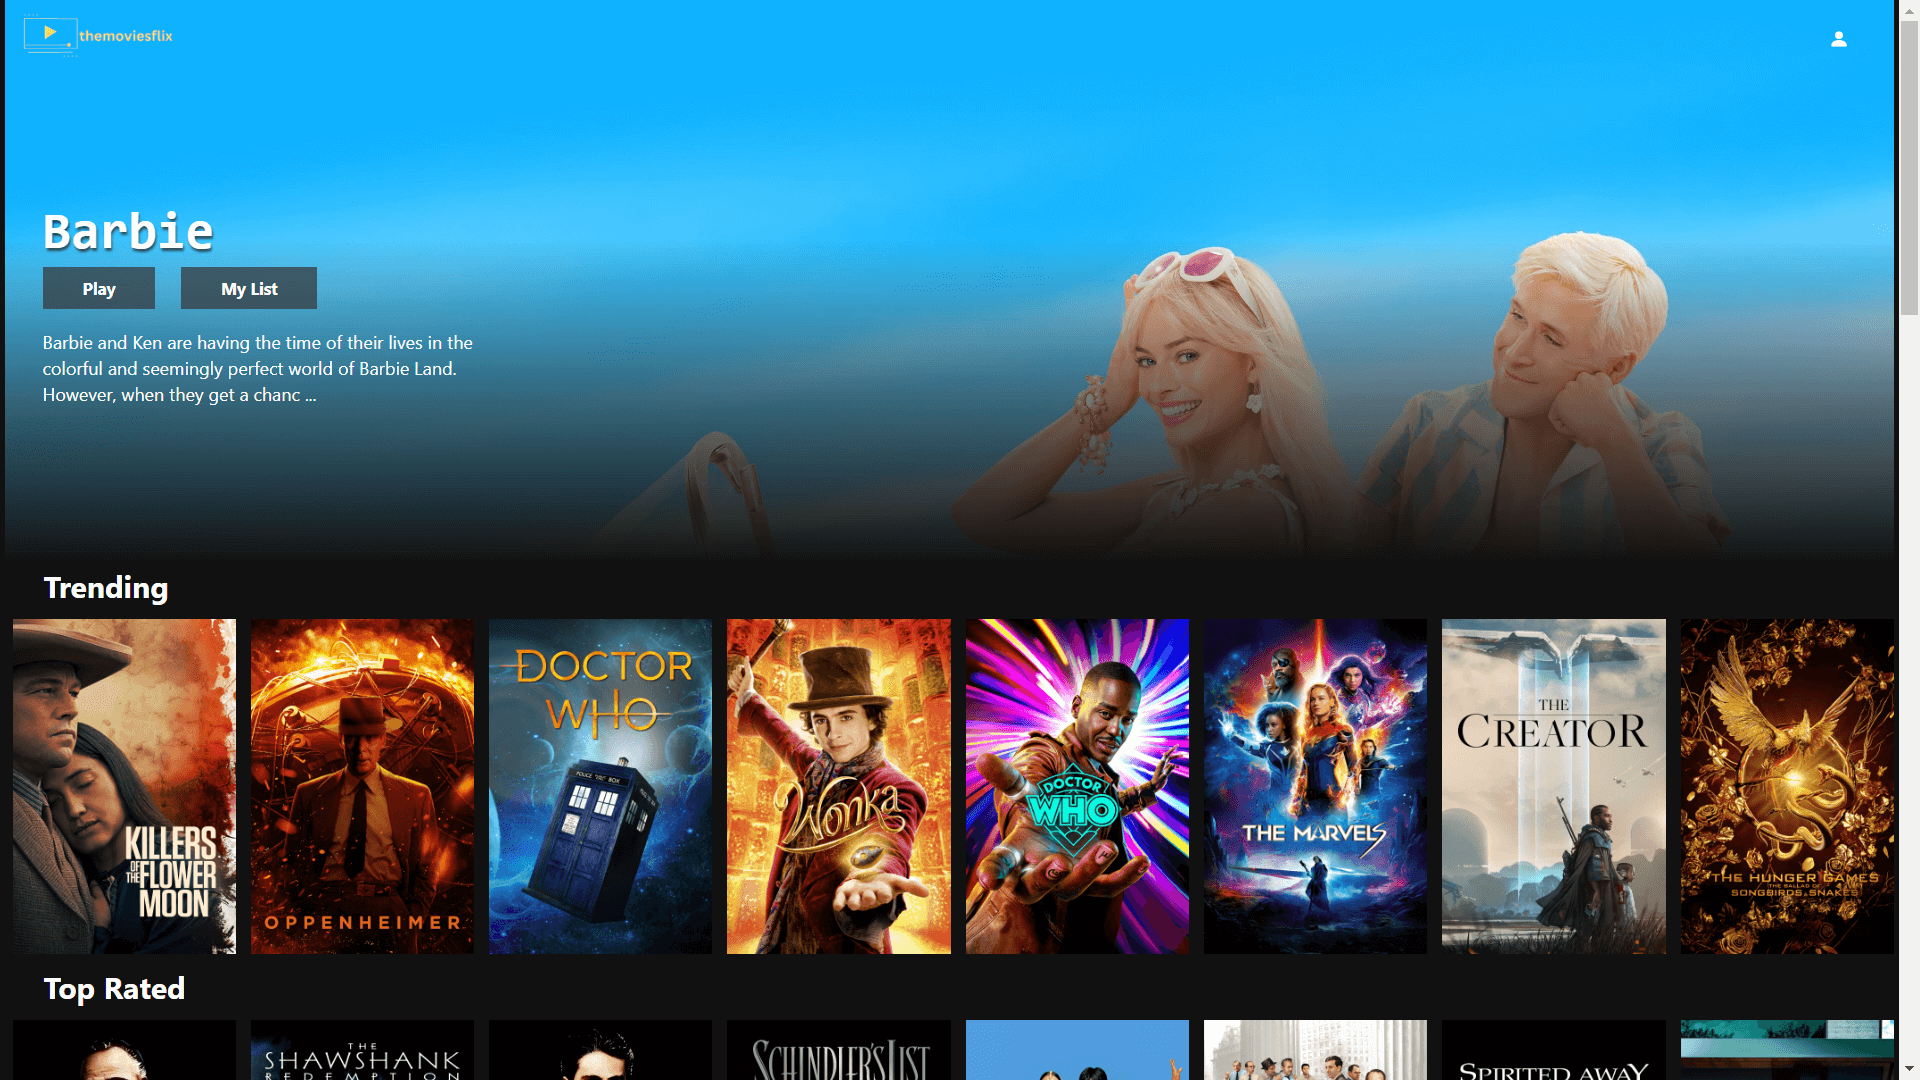 themoviesflix
Barbie
Play
My List
Barbie and Ken are having the time of their lives in the
colorful and seemingly perfect world of Barbie Land.
However, when they get a chanc ...
Trending
KILLERS
OF THE FLOWER
MOON
OPPENHEIMER
DOCTOR
WHO
POLICE BOX
Wonka
DOCTOR
WHO
THE MARVELS
THE
CREATOR
THE HUNGER GAMES
THE BALLAD OF
SONGBIRDS SNAKES
Top Rated
THE
SHAWSHANK
REDEMPTION
SCHINDLER'S LIST
SPIRITED AWAY